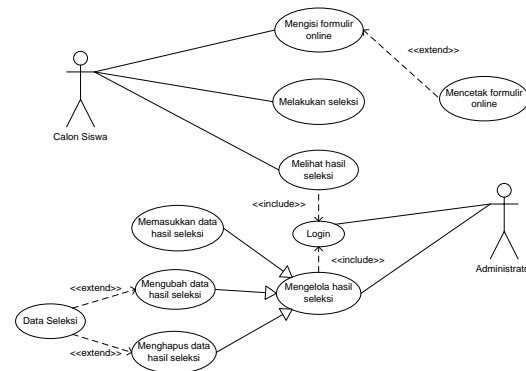 Mengisi formulir
online
<<extend>>
Mencetak formulir
online
Calon Siswa
Melakukan seleksi
Melihat hasil
seleksi
<<include>>
Memasukkan data
hasil seleksi
Login
<<include>>
Administrato
<<extend>>
Mengubah data
hasil seleksi
Mengelola hasil
seleksi
Data Seleksi
<<extend>>
Menghapus data
hasil seleksi